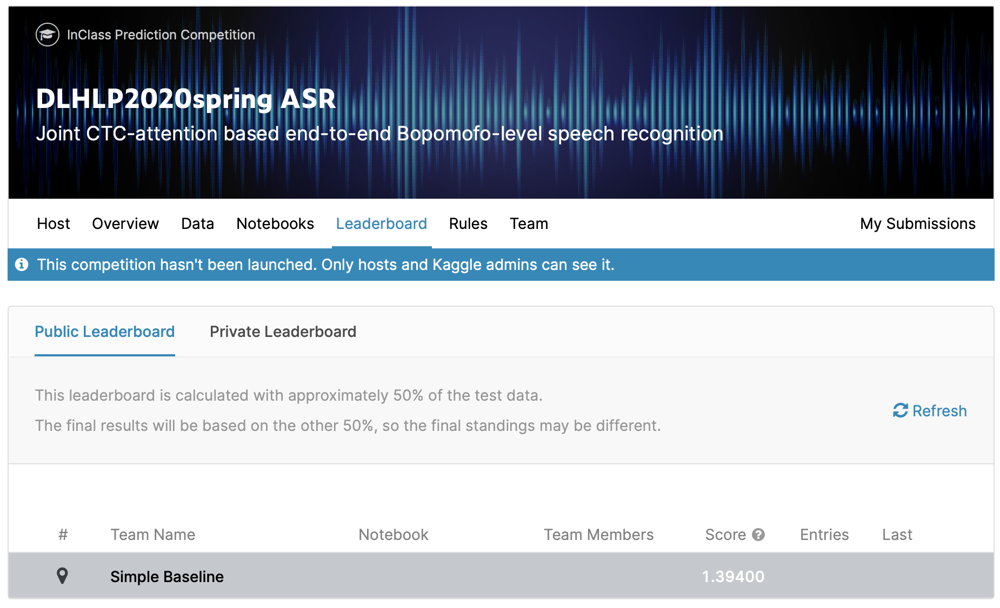 InClass Prediction Competition
DLHLP2020spring ASR
Joint CTC-attention based end-to-end Bopomofo-level speech recognition
Host Overview Data Notebooks Leaderboard Rules Team My Submissions
This competition hasn't been launched. Only hosts and Kaggle admins can see it.
Public Leaderboard Private Leaderboard
This leaderboard is calculated with approximately 50% of the test data.
The final results will be based on the other 50%, so the final standings may be different.
Refresh
# Team Name Notebook Team Members Score Entries Last
Simple Baseline 1.39400